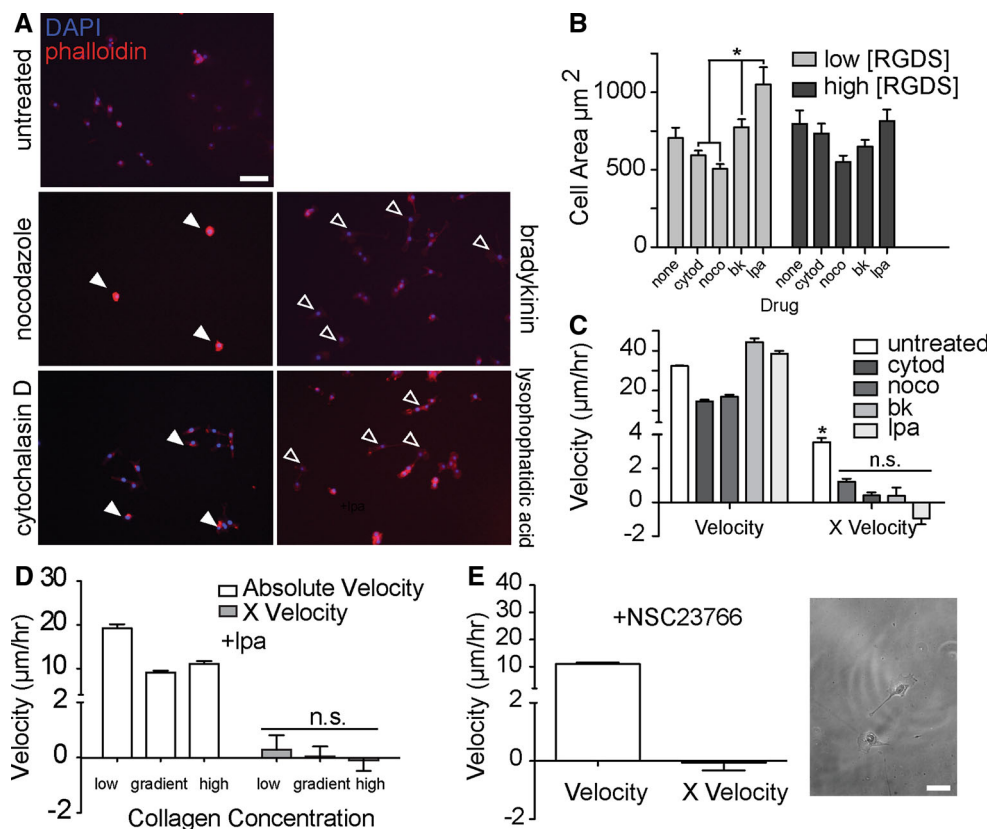 A
DAPI
phalloidin
untreated
nocodazole
bradykinin
cytochalasin D
lysophophatidic acid
+lpa
B
*
low [RGDS]
high [RGDS]
Cell Area µm²
1000
500
0
none
cytod
noco
bk
lpa
none
cytod
noco
bk
lpa
Drug
C
Velocity (µm/hr)
40
20
4
2
0
-2
untreated
cytod
noco
bk
lpa
*
n.s.
Velocity
X Velocity
D
Velocity (µm/hr)
30
20
10
2
0
-2
Absolute Velocity
X Velocity
+lpa
n.s.
low
gradient
high
low
gradient
high
Collagen Concentration
E
Velocity (µm/hr)
40
30
20
10
2
0
-2
+NSC23766
Velocity
X Velocity